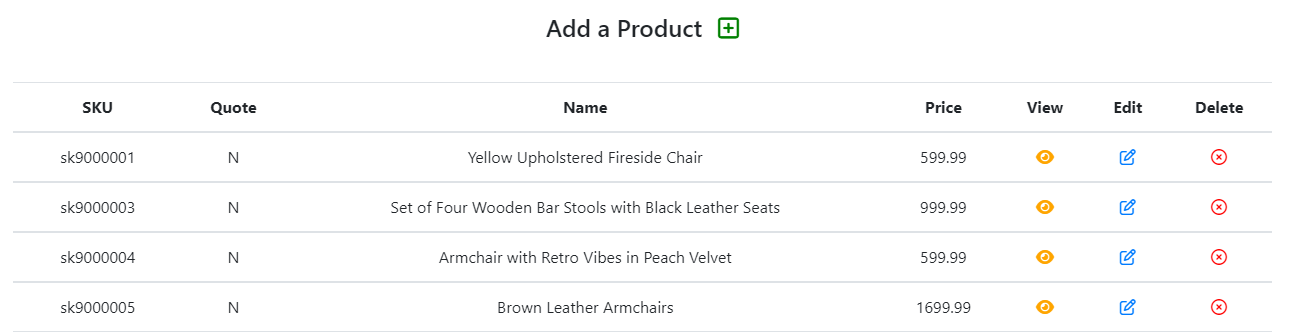 Add a Product
SKU Quote Name Price View Edit Delete
sk9000001 N Yellow Upholstered Fireside Chair 599.99
sk9000003 N Set of Four Wooden Bar Stools with Black Leather Seats 999.99
sk9000004 N Armchair with Retro Vibes in Peach Velvet 599.99
sk9000005 N Brown Leather Armchairs 1699.99